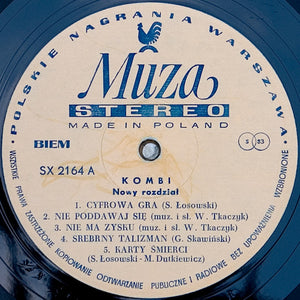 POLSKIE NAGRANIA WARSZAWA
Muza
STEREO
MADE IN POLAND
BIEM
S 83
SX 2164 A
KOMBI
Nowy rozdział
1. CYFROWA GRA (S. Łosowski)
2. NIE PODDAWAJ SIĘ (muz. i sł. W. Tkaczyk)
3. NIE MA ZYSKU (muz. i sł. W. Tkaczyk)
4. SREBRNY TALIZMAN (G. Skawiński)
5. KARTY ŚMIERCI
(S. Łosowski - M. Dutkiewicz)
WSZYSTKIE PRAWA ZASTRZEŻONE KOPIOWANIE ODTWARZANIE PUBLICZNE I RADIOWE BEZ UPOWAŻNIENIA WZBRONIONE